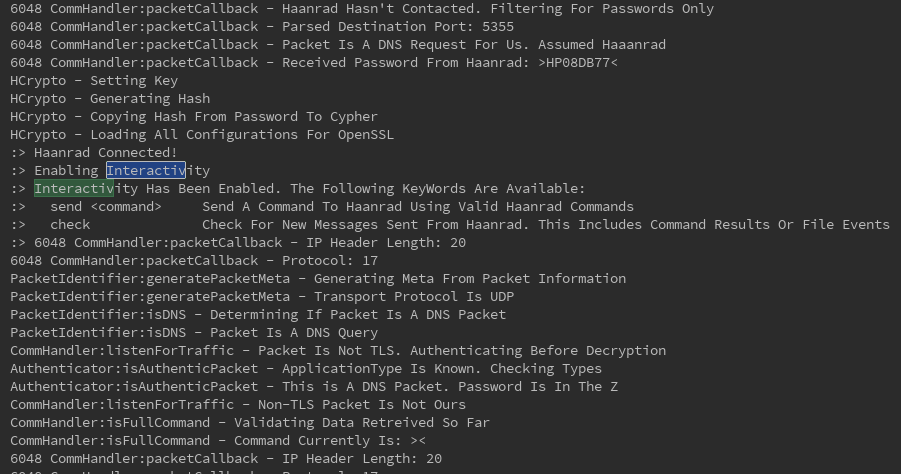 6048 CommHandler:packetCallback - Haanrad Hasn't Contacted. Filtering For Passwords Only
6048 CommHandler:packetCallback - Parsed Destination Port: 5355
6048 CommHandler:packetCallback - Packet Is A DNS Request For Us. Assumed Haaanrad
6048 CommHandler:packetCallback - Received Password From Haanrad: >HP08DB77<
HCrypto - Setting Key
HCrypto - Generating Hash
HCrypto - Copying Hash From Password To Cypher
HCrypto - Loading All Configurations For OpenSSL
:> Haanrad Connected!
:> Enabling Interactivity
:> Interactivity Has Been Enabled. The Following KeyWords Are Available:
:>   send <command>     Send A Command To Haanrad Using Valid Haanrad Commands
:>   check              Check For New Messages Sent From Haanrad. This Includes Command Results Or File Events
:> 6048 CommHandler:packetCallback - IP Header Length: 20
6048 CommHandler:packetCallback - Protocol: 17
PacketIdentifier:generatePacketMeta - Generating Meta From Packet Information
PacketIdentifier:generatePacketMeta - Transport Protocol Is UDP
PacketIdentifier:isDNS - Determining If Packet Is A DNS Packet
PacketIdentifier:isDNS - Packet Is A DNS Query
CommHandler:listenForTraffic - Packet Is Not TLS. Authenticating Before Decryption
Authenticator:isAuthenticPacket - ApplicationType Is Known. Checking Types
Authenticator:isAuthenticPacket - This is A DNS Packet. Password Is In The Z
CommHandler:listenForTraffic - Non-TLS Packet Is Not Ours
CommHandler:isFullCommand - Validating Data Retreived So Far
CommHandler:isFullCommand - Command Currently Is: ><
6048 CommHandler:packetCallback - IP Header Length: 20
6048 CommHandler:packetCallback - Protocol: 17